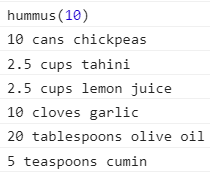 hummus(10)
10 cans chickpeas
2.5 cups tahini
2.5 cups lemon juice
10 cloves garlic
20 tablespoons olive oil
5 teaspoons cumin